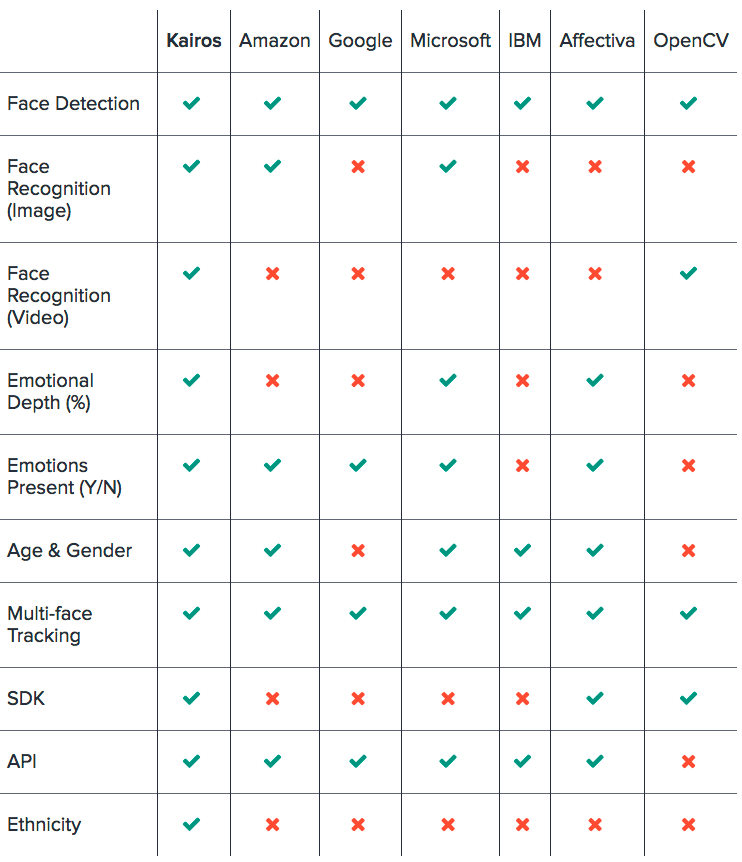 Kairos Amazon Google Microsoft IBM Affectiva OpenCV
Face Detection
Face
Recognition
(Image)
Face
Recognition
(Video)
Emotional
Depth (%)
Emotions
Present (Y/N)
Age & Gender
Multi-face
Tracking
SDK
API
Ethnicity